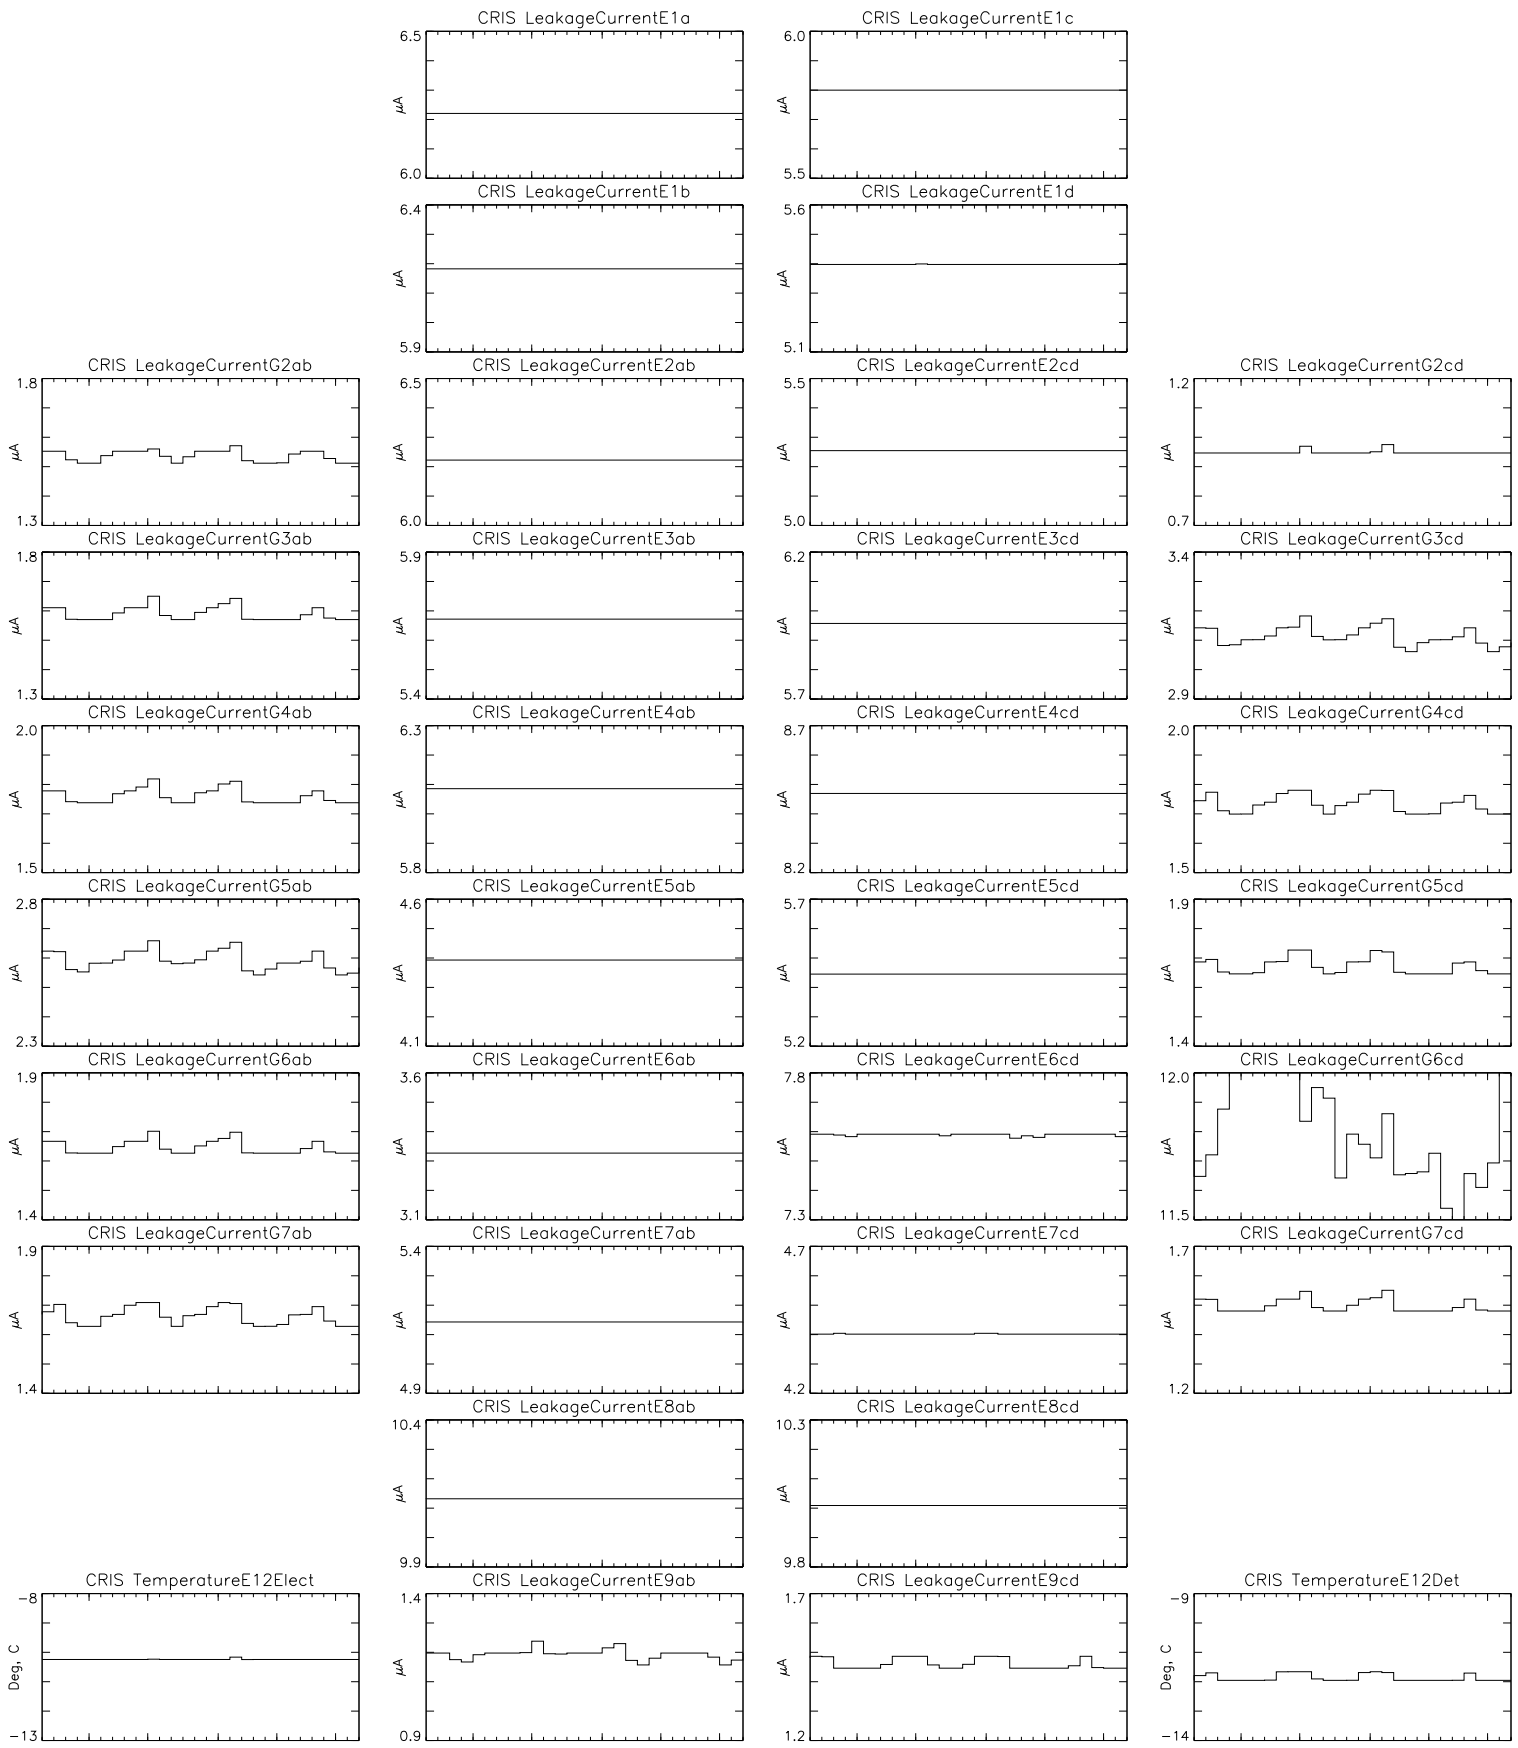 CRIS LeakageCurrentE1a
6.5
μA
6.0
CRIS LeakageCurrentE1c
6.0
μA
5.5
CRIS LeakageCurrentE1b
6.4
μA
5.9
CRIS LeakageCurrentE1d
5.6
μA
5.1
CRIS LeakageCurrentG2ab
1.8
μA
1.3
CRIS LeakageCurrentE2ab
6.5
μA
6.0
CRIS LeakageCurrentE2cd
5.5
μA
5.0
CRIS LeakageCurrentG2cd
1.2
μA
0.7
CRIS LeakageCurrentG3ab
1.8
μA
1.3
CRIS LeakageCurrentE3ab
5.9
μA
5.4
CRIS LeakageCurrentE3cd
6.2
μA
5.7
CRIS LeakageCurrentG3cd
3.4
μA
2.9
CRIS LeakageCurrentG4ab
2.0
μA
1.5
CRIS LeakageCurrentE4ab
6.3
μA
5.8
CRIS LeakageCurrentE4cd
8.7
μA
8.2
CRIS LeakageCurrentG4cd
2.0
μA
1.5
CRIS LeakageCurrentG5ab
2.8
μA
2.3
CRIS LeakageCurrentE5ab
4.6
μA
4.1
CRIS LeakageCurrentE5cd
5.7
μA
5.2
CRIS LeakageCurrentG5cd
1.9
μA
1.4
CRIS LeakageCurrentG6ab
1.9
μA
1.4
CRIS LeakageCurrentE6ab
3.6
μA
3.1
CRIS LeakageCurrentE6cd
7.8
μA
7.3
CRIS LeakageCurrentG6cd
12.0
μA
11.5
CRIS LeakageCurrentG7ab
1.9
μA
1.4
CRIS LeakageCurrentE7ab
5.4
μA
4.9
CRIS LeakageCurrentE7cd
4.7
μA
4.2
CRIS LeakageCurrentG7cd
1.7
μA
1.2
CRIS LeakageCurrentE8ab
10.4
μA
9.9
CRIS LeakageCurrentE8cd
10.3
μA
9.8
CRIS TemperatureE12Elect
-8
Deg, C
-13
CRIS LeakageCurrentE9ab
1.4
μA
0.9
CRIS LeakageCurrentE9cd
1.7
μA
1.2
CRIS TemperatureE12Det
-9
Deg, C
-14